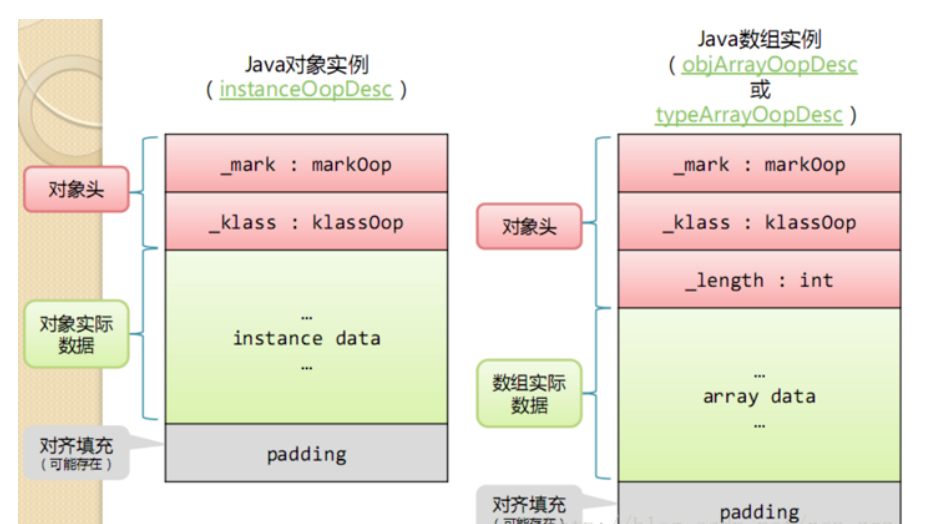 Java对象实例
( instanceOopDesc )
对象头
_mark : markOop
_klass : klassOop
对象实际
数据
…
instance data
…
对齐填充
(可能存在)
padding
Java数组实例
( objArrayOopDesc
或
typeArrayOopDesc )
对象头
_mark : markOop
_klass : klassOop
_length : int
数组实际
数据
…
array data
…
对齐填充
(可能存在)
padding